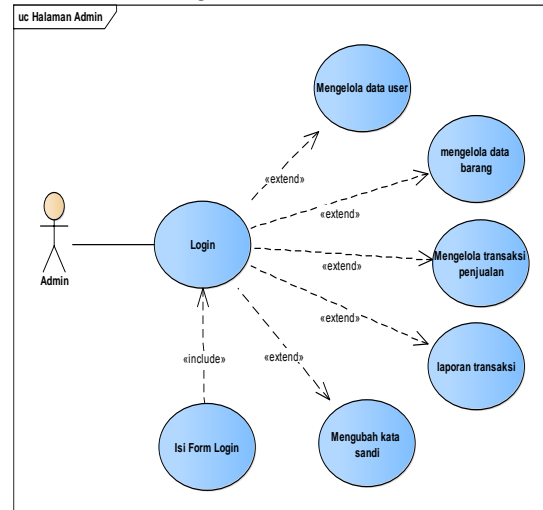 uc Halaman Admin
Mengelola data user
«extend»
mengelola data
barang
«extend»
Admin
Login
«extend»
Mengelola transaksi
penjualan
«extend»
laporan transaksi
«include»
«extend»
Isi Form Login
Mengubah kata
sandi